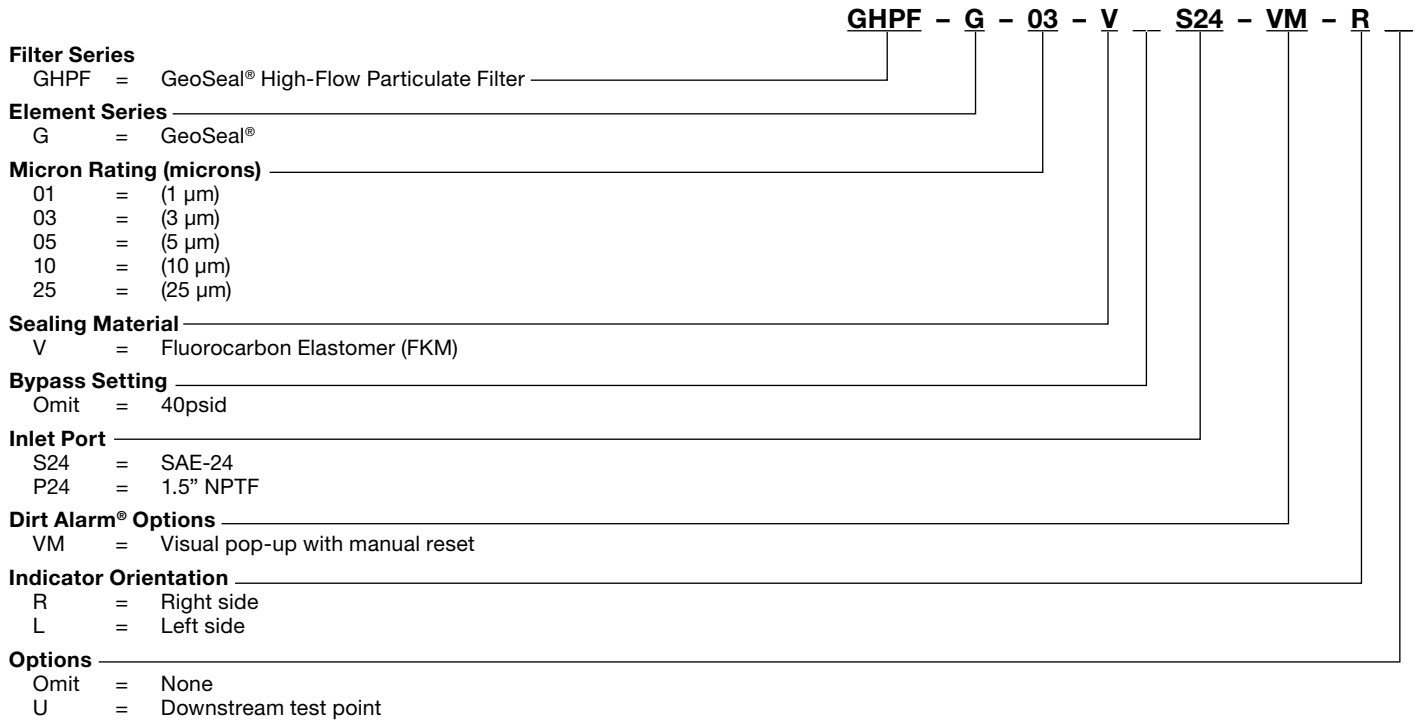 GHPF – G – 03 – V __ S24 – VM – R __
Filter Series
GHPF = GeoSeal® High-Flow Particulate Filter
Element Series
G = GeoSeal®
Micron Rating (microns)
01 = (1 µm)
03 = (3 µm)
05 = (5 µm)
10 = (10 µm)
25 = (25 µm)
Sealing Material
V = Fluorocarbon Elastomer (FKM)
Bypass Setting
Omit = 40psid
Inlet Port
S24 = SAE-24
P24 = 1.5” NPTF
Dirt Alarm® Options
VM = Visual pop-up with manual reset
Indicator Orientation
R = Right side
L = Left side
Options
Omit = None
U = Downstream test point